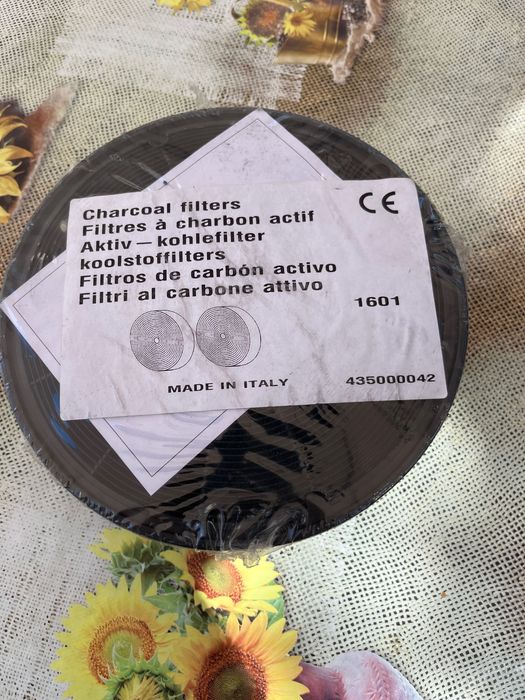 Charcoal filters
Filtres à charbon actif
Aktiv — kohlefilter
koolstoffilters
Filtros de carbón activo
Filtri al carbone attivo
CE
1601
MADE IN ITALY
435000042